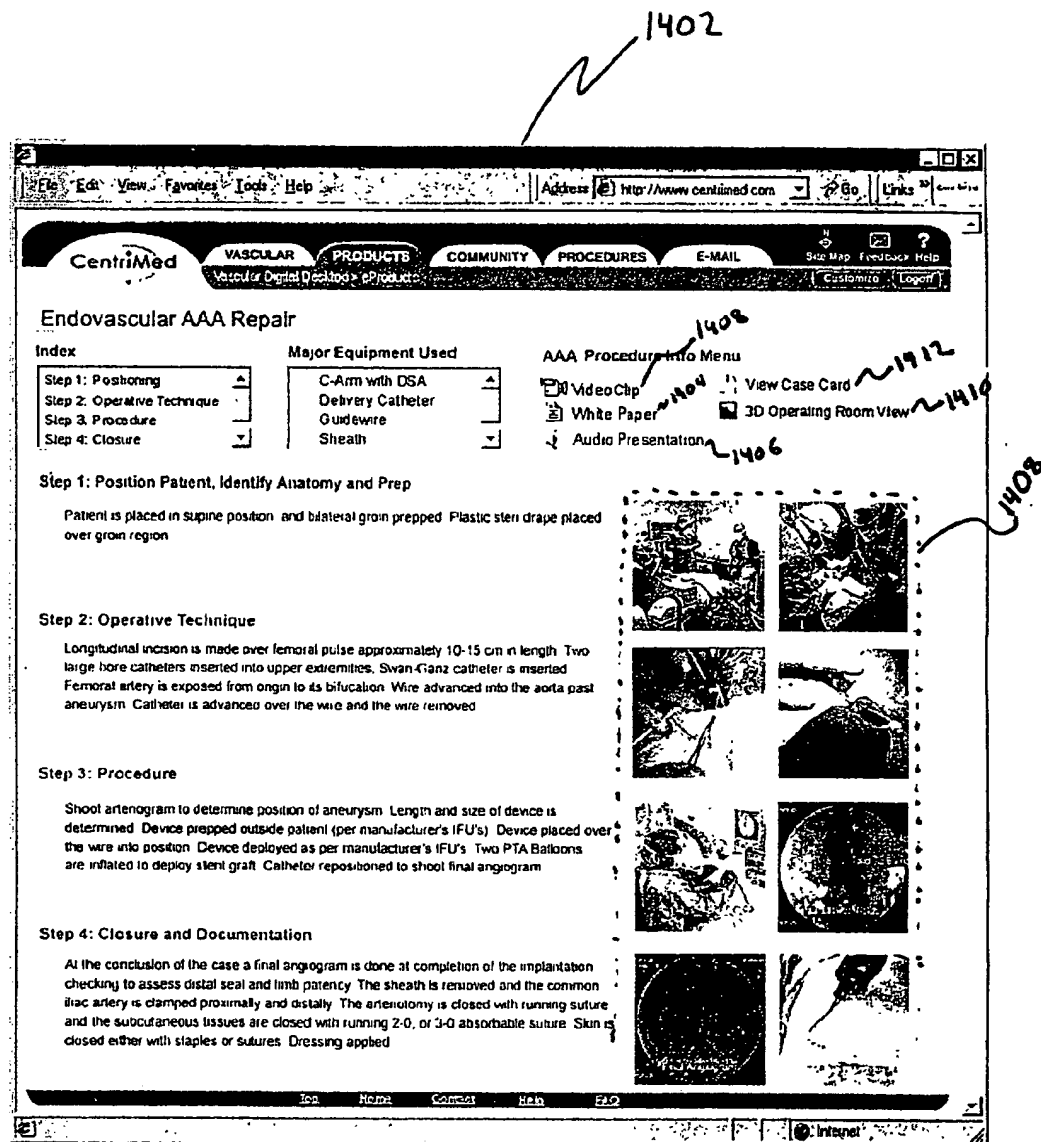 1402
File Edit View Favorites Tools Help Address http://www centrimed com Go Links
CentriMed VASCULAR PRODUCTS COMMUNITY PROCEDURES E-MAIL Site Map Feedback Help
Vascular Digital Desktop > eProducts Customize Logoff
Endovascular AAA Repair
1408
Index Major Equipment Used AAA Procedure Info Menu
1912
Step 1: Positioning C-Arm with DSA Video Clip View Case Card
Step 2: Operative Technique Delivery Catheter White Paper 1404 3D Operating Room View 1410
Step 3. Procedure Guidewire
Step 4: Closure Sheath Audio Presentation 1406
Step 1: Position Patient, Identify Anatomy and Prep
1408
Patient is placed in supine position and bilateral groin prepped Plastic steri drape placed
over groin region
Step 2: Operative Technique
Longitudinal incision is made over femoral pulse approximately 10-15 cm in length Two
large bore catheters inserted into upper extremities, Swan-Ganz catheter is inserted
Femoral artery is exposed from origin to its bifucation Wire advanced into the aorta past
aneurysm Catheter is advanced over the wire and the wire removed
Step 3: Procedure
Shoot arteriogram to determine position of aneurysm Length and size of device is
determined Device prepped outside patient (per manufacturer's IFU's) Device placed over
the wire into position Device deployed as per manufacturer's IFU's Two PTA Balloons
are inflated to deploy stent graft Catheter repositioned to shoot final angiogram
Step 4: Closure and Documentation
At the conclusion of the case a final angiogram is done at completion of the implantation
checking to assess distal seal and limb patency The sheath is removed and the common
iliac artery is clamped proximally and distally The arteriotomy is closed with running suture
and the subcutaneous tissues are closed with running 2-0, or 3-0 absorbable suture Skin is
closed either with staples or sutures Dressing applied
Top Home Contact Help FAQ
Internet